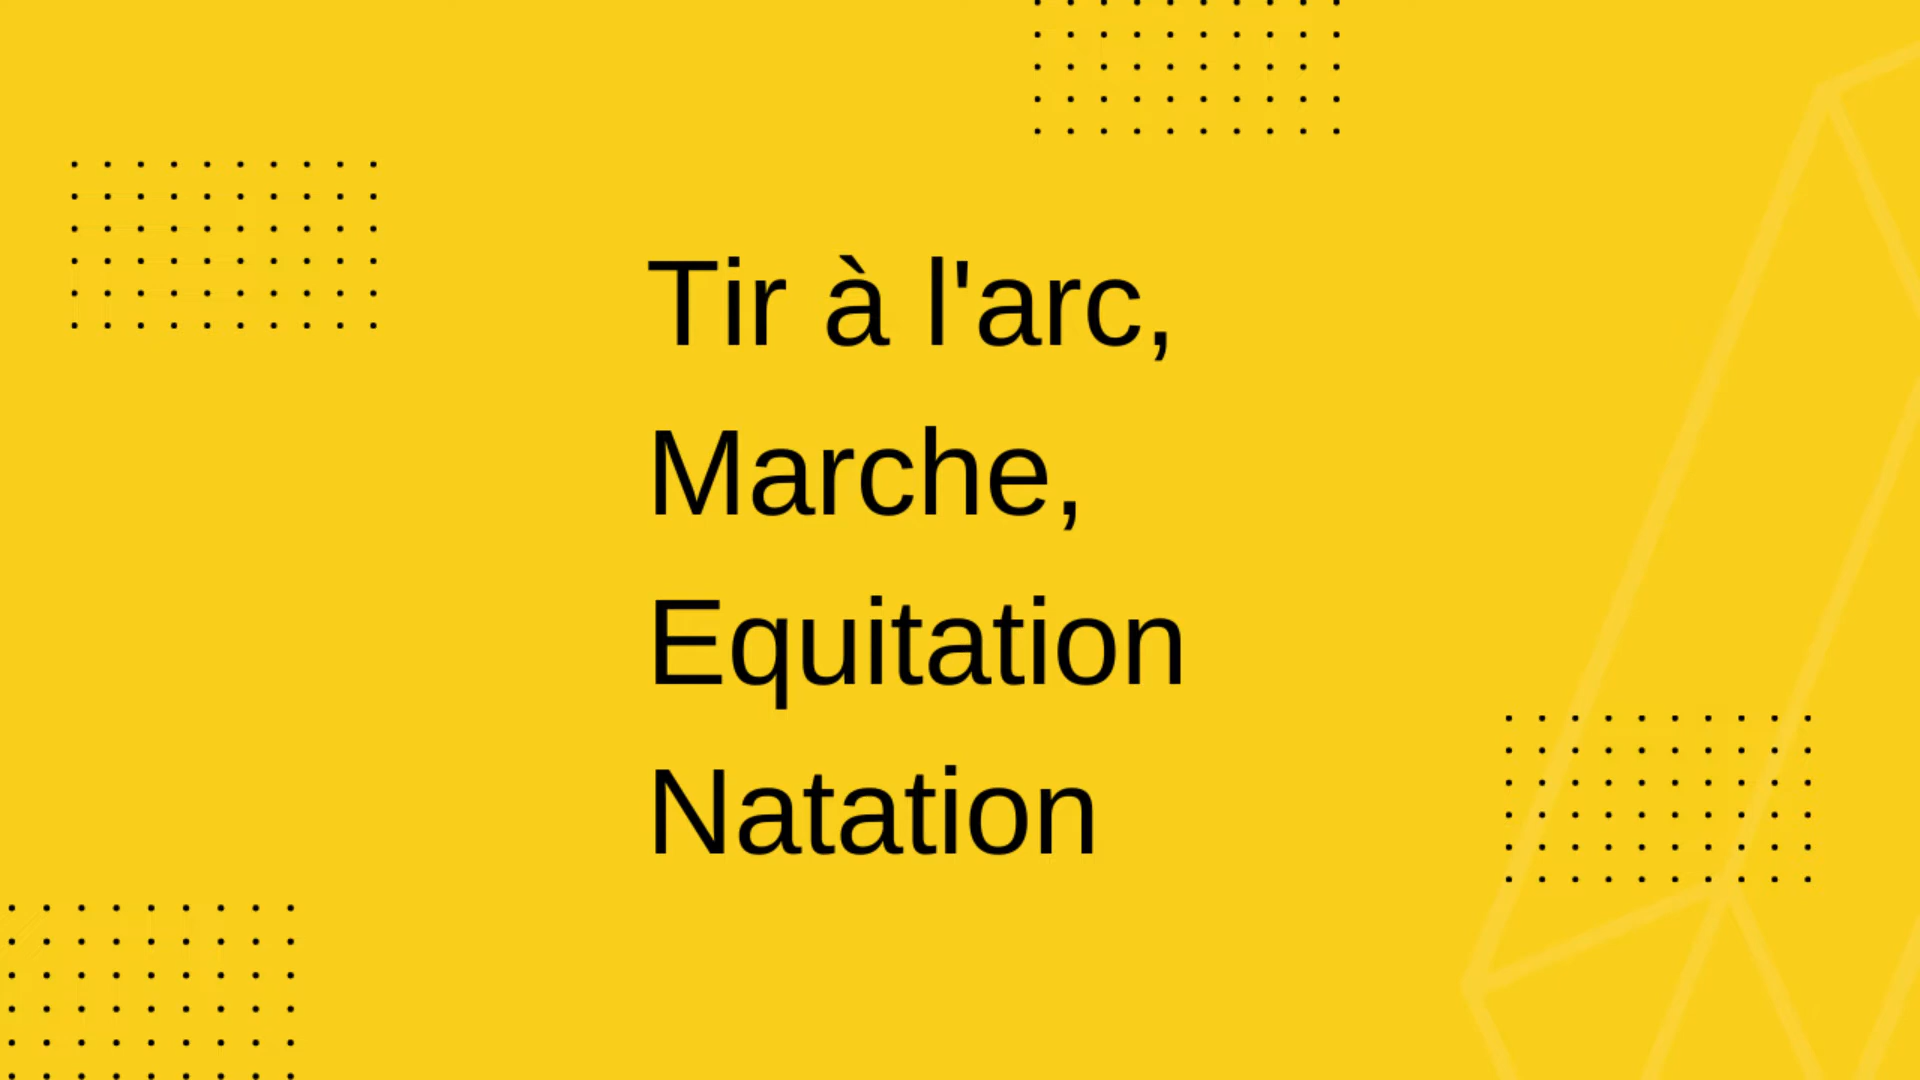 Tir à l'arc,
Marche,
Equitation
Natation